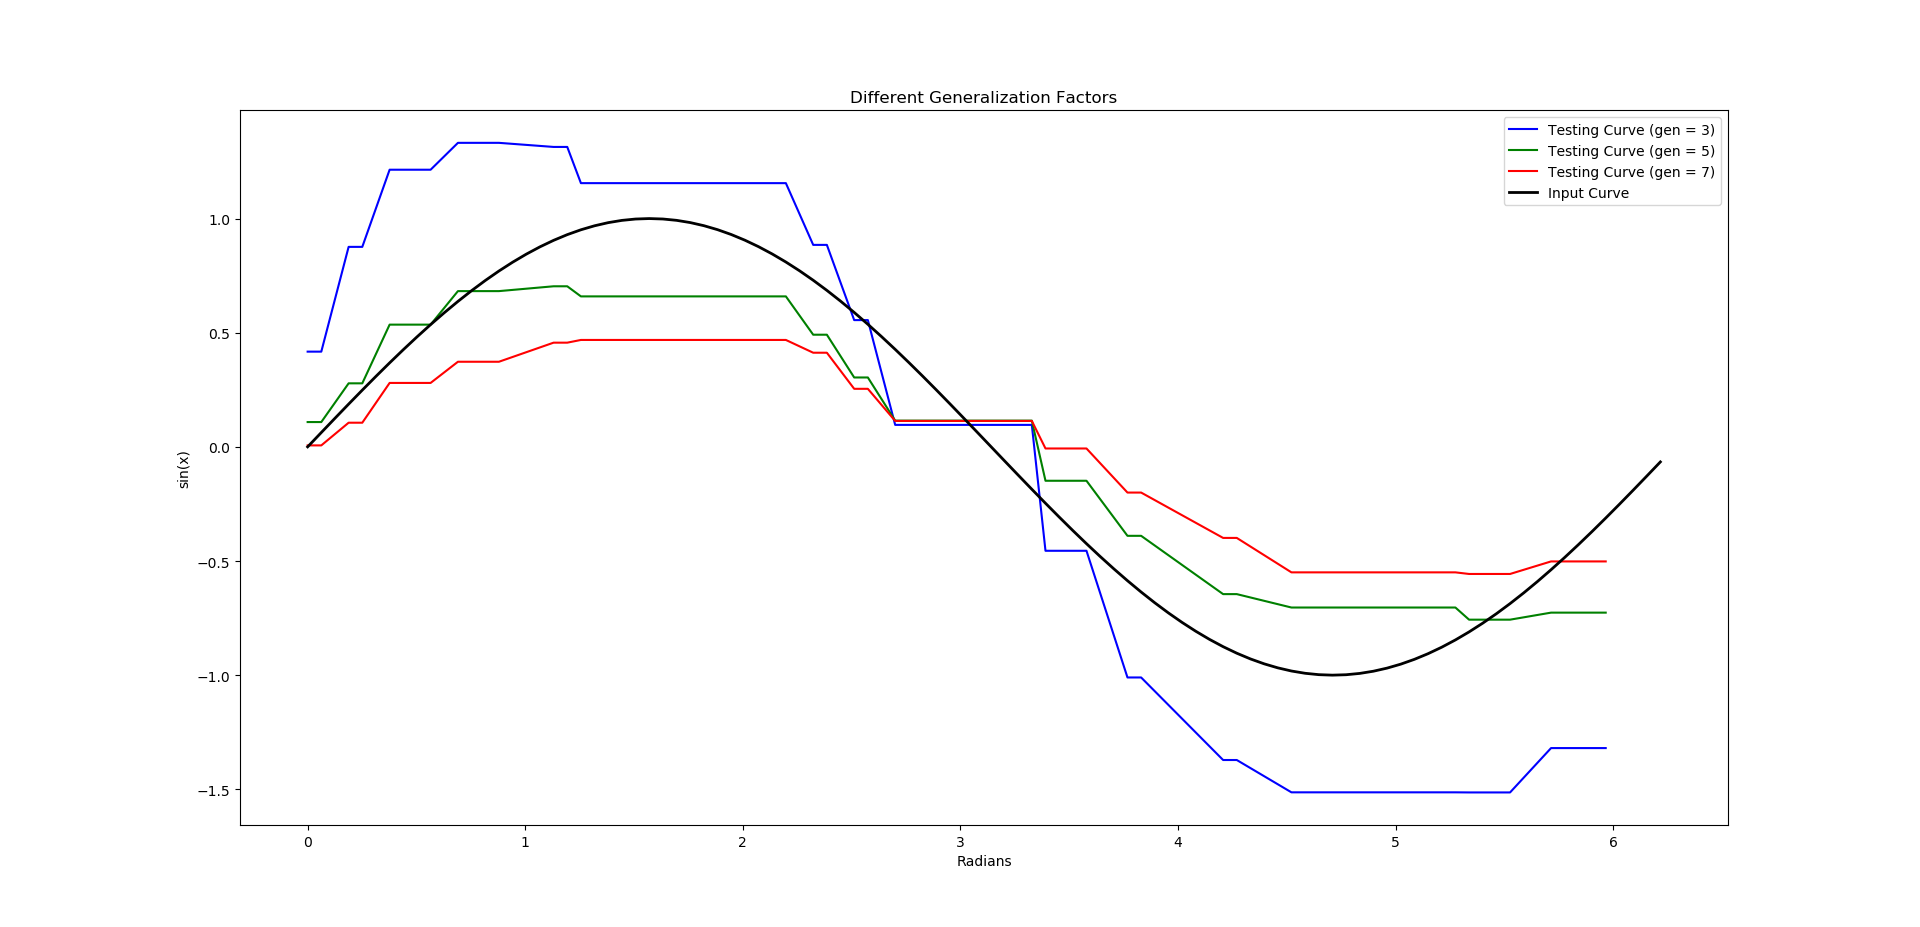 Different Generalization Factors
Testing Curve (gen = 3)
Testing Curve (gen = 5)
Testing Curve (gen = 7)
Input Curve
1.0
0.5
0.0
−0.5
−1.0
−1.5
sin(x)
0 1 2 3 4 5 6
Radians